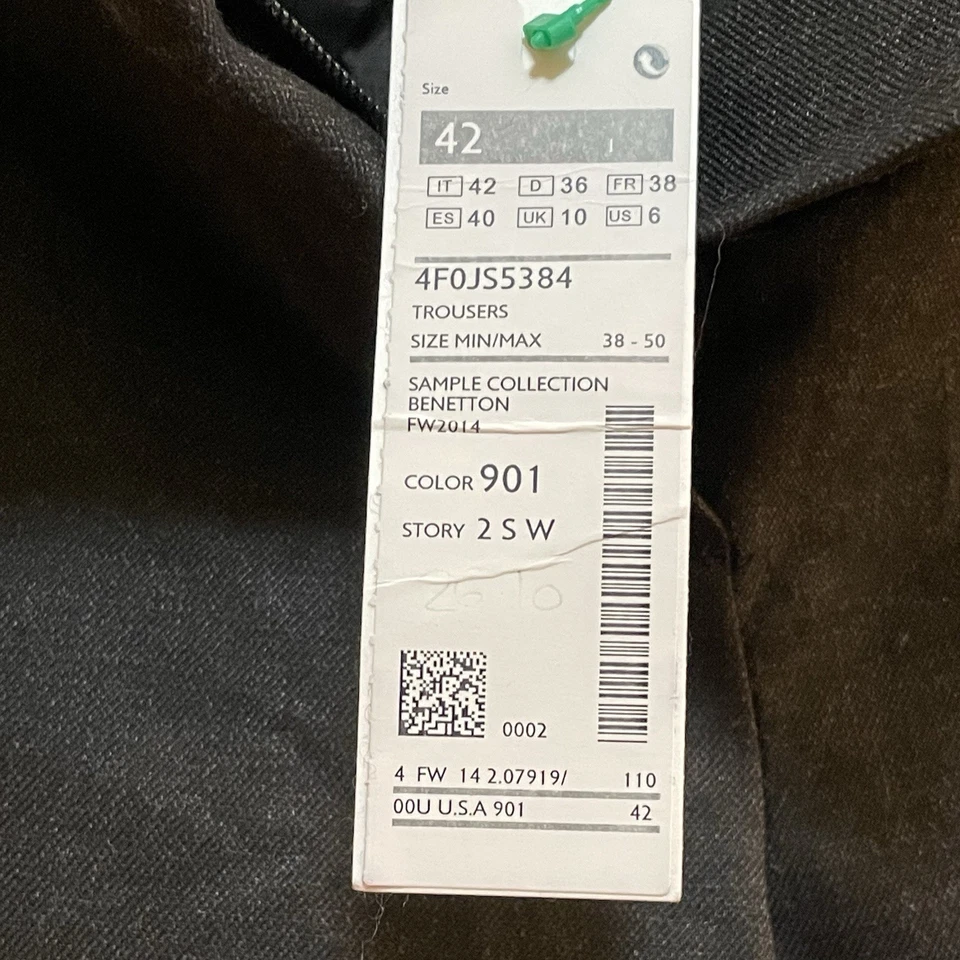 Size
42
IT 42 D 36 FR 38
ES 40 UK 10 US 6
4F0JS5384
TROUSERS
SIZE MIN/MAX 38 - 50
SAMPLE COLLECTION
BENETTON
FW2014
COLOR 901
STORY 2 S W
0002
4 FW 14 2.07919/ 110
00U U.S.A 901 42